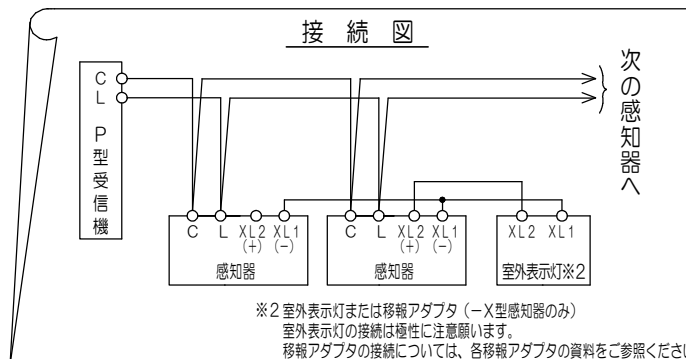 接続図
C
L
P型受信機
次の感知器へ
C L XL2 XL1
(+) (-)
感知器
C L XL2 XL1
(+) (-)
感知器
XL2 XL1
室外表示灯※2
※2 室外表示灯または移報アダプタ(-X型感知器のみ)
室外表示灯の接続は極性に注意願います。
移報アダプタの接続については、各移報アダプタの資料をご参照くださ